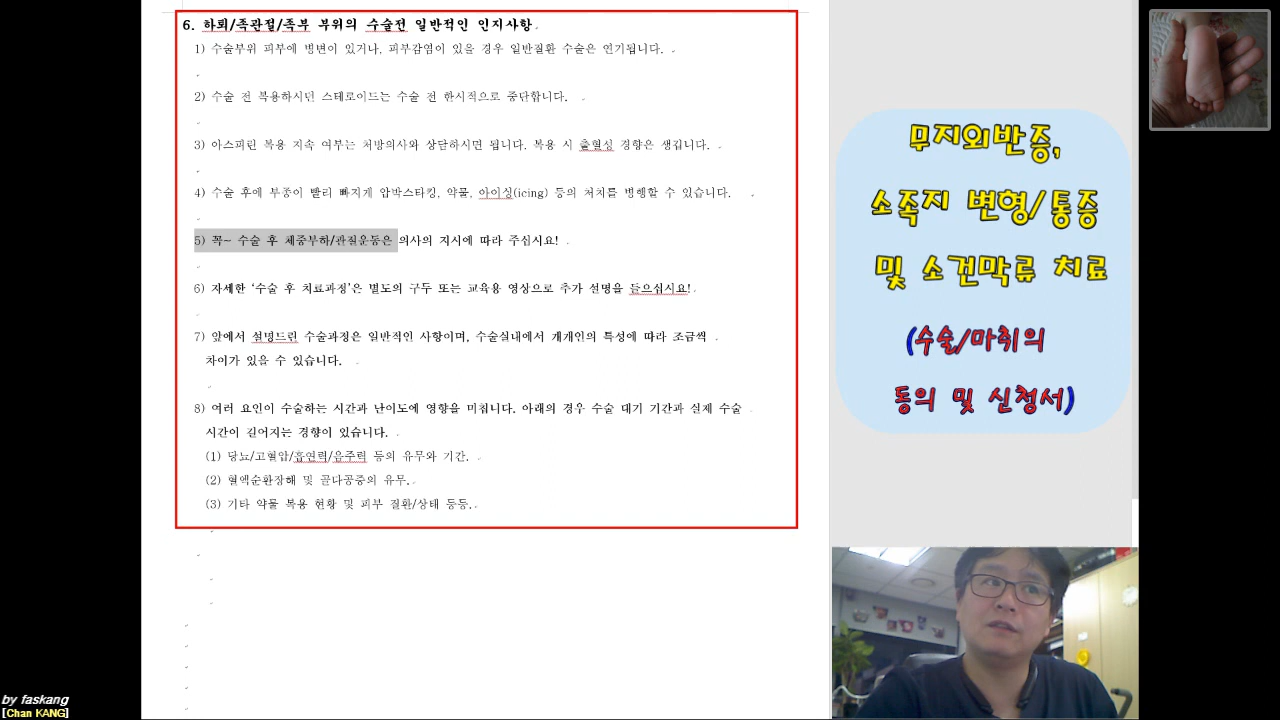 6. 하퇴/족관절/족부 부위의 수술전 일반적인 인지사항
1) 수술부위 피부에 병변이 있거나, 피부감염이 있을 경우 일반질환 수술은 연기됩니다.
2) 수술 전 복용하시던 스테로이드는 수술 전 한시적으로 중단합니다.
3) 아스피린 복용 지속 여부는 처방의사와 상담하시면 됩니다. 복용 시 출혈성 경향은 생깁니다.
4) 수술 후에 부종이 빨리 빠지게 압박스타킹, 약물, 아이싱(icing) 등의 처치를 병행할 수 있습니다.
5) 꼭~ 수술 후 체중부하/관절운동은 의사의 지시에 따라 주십시요!
6) 자세한 '수술 후 치료과정'은 별도의 구두 또는 교육용 영상으로 추가 설명을 들으십시요!
7) 앞에서 설명드린 수술과정은 일반적인 사항이며, 수술실내에서 개개인의 특성에 따라 조금씩
차이가 있을 수 있습니다.
8) 여러 요인이 수술하는 시간과 난이도에 영향을 미칩니다. 아래의 경우 수술 대기 기간과 실제 수술
시간이 길어지는 경향이 있습니다.
(1) 당뇨/고혈압/흡연력/음주력 등의 유무와 기간.
(2) 혈액순환장해 및 골다공증의 유무.
(3) 기타 약물 복용 현황 및 피부 질환/상태 등등.
무지외반증,
소족지 변형/통증
및 소건막류 치료
(수술/마취의
동의 및 신청서)
by faskang
[Chan KANG]